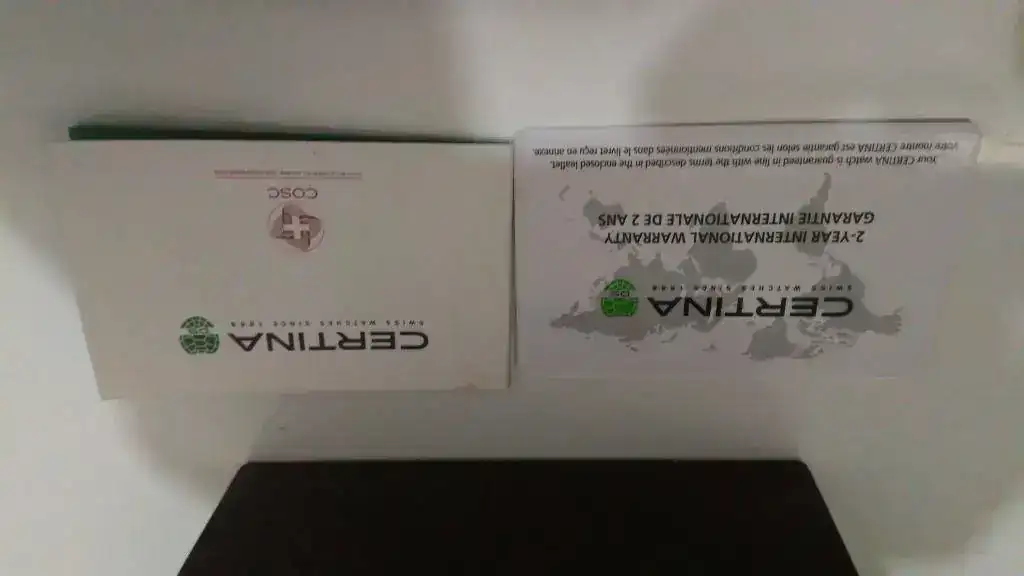 CERTINA
SWISS WATCHES SINCE 1888
2-YEAR INTERNATIONAL WARRANTY
GARANTIE INTERNATIONALE DE 2 ANS
Your CERTINA watch is guaranteed in line with the terms described in the enclosed leaflet.
Votre montre CERTINA est garantie selon les conditions mentionnées dans le livret reçu en annexe.
CERTINA
SWISS WATCHES SINCE 1888
COSC